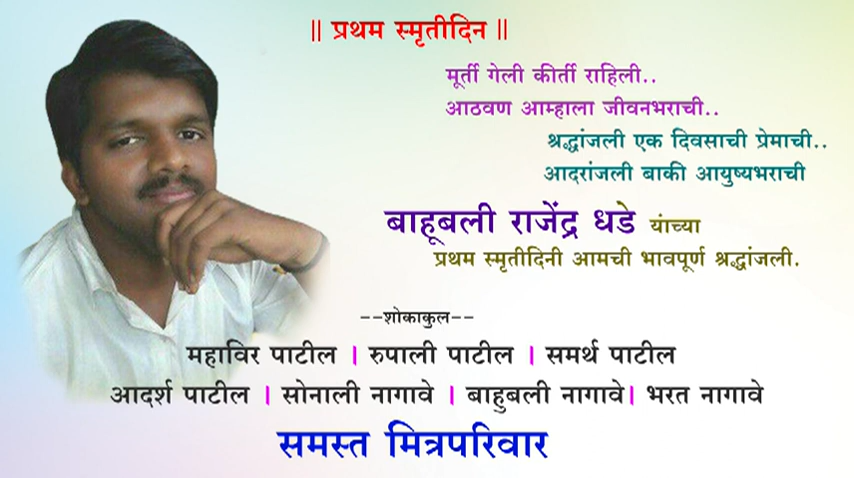 || प्रथम स्मृतीदिन ||
मूर्ती गेली कीर्ती राहिली..
आठवण आम्हाला जीवनभराची..
श्रद्धांजली एक दिवसाची प्रेमाची..
आदरांजली बाकी आयुष्यभराची
बाहूबली राजेंद्र धडे यांच्या
प्रथम स्मृतीदिनी आमची भावपूर्ण श्रद्धांजली.
--शोकाकुल--
महाविर पाटील | रुपाली पाटील | समर्थ पाटील
आदर्श पाटील | सोनाली नागावे | बाहुबली नागावे| भरत नागावे
समस्त मित्रपरिवार